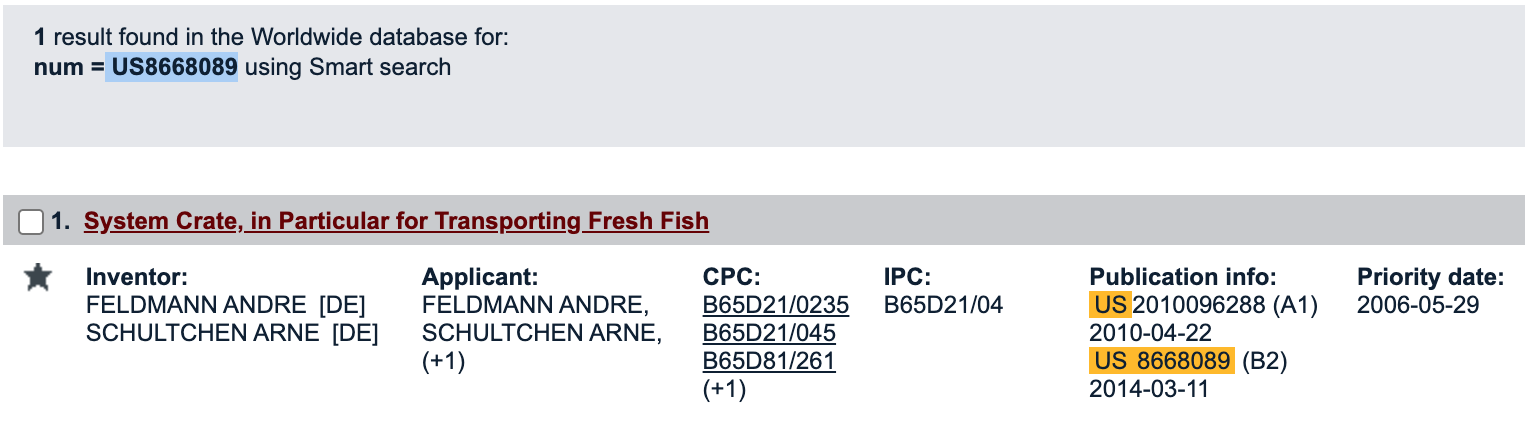 1 result found in the Worldwide database for:
num = US8668089 using Smart search
1. System Crate, in Particular for Transporting Fresh Fish
Inventor: Applicant: CPC: IPC: Publication info: Priority date:
FELDMANN ANDRE [DE] FELDMANN ANDRE, B65D21/0235 B65D21/04 US2010096288 (A1) 2006-05-29
SCHULTCHEN ARNE [DE] SCHULTCHEN ARNE, B65D21/045 2010-04-22
(+1) B65D81/261 US 8668089 (B2)
(+1) 2014-03-11